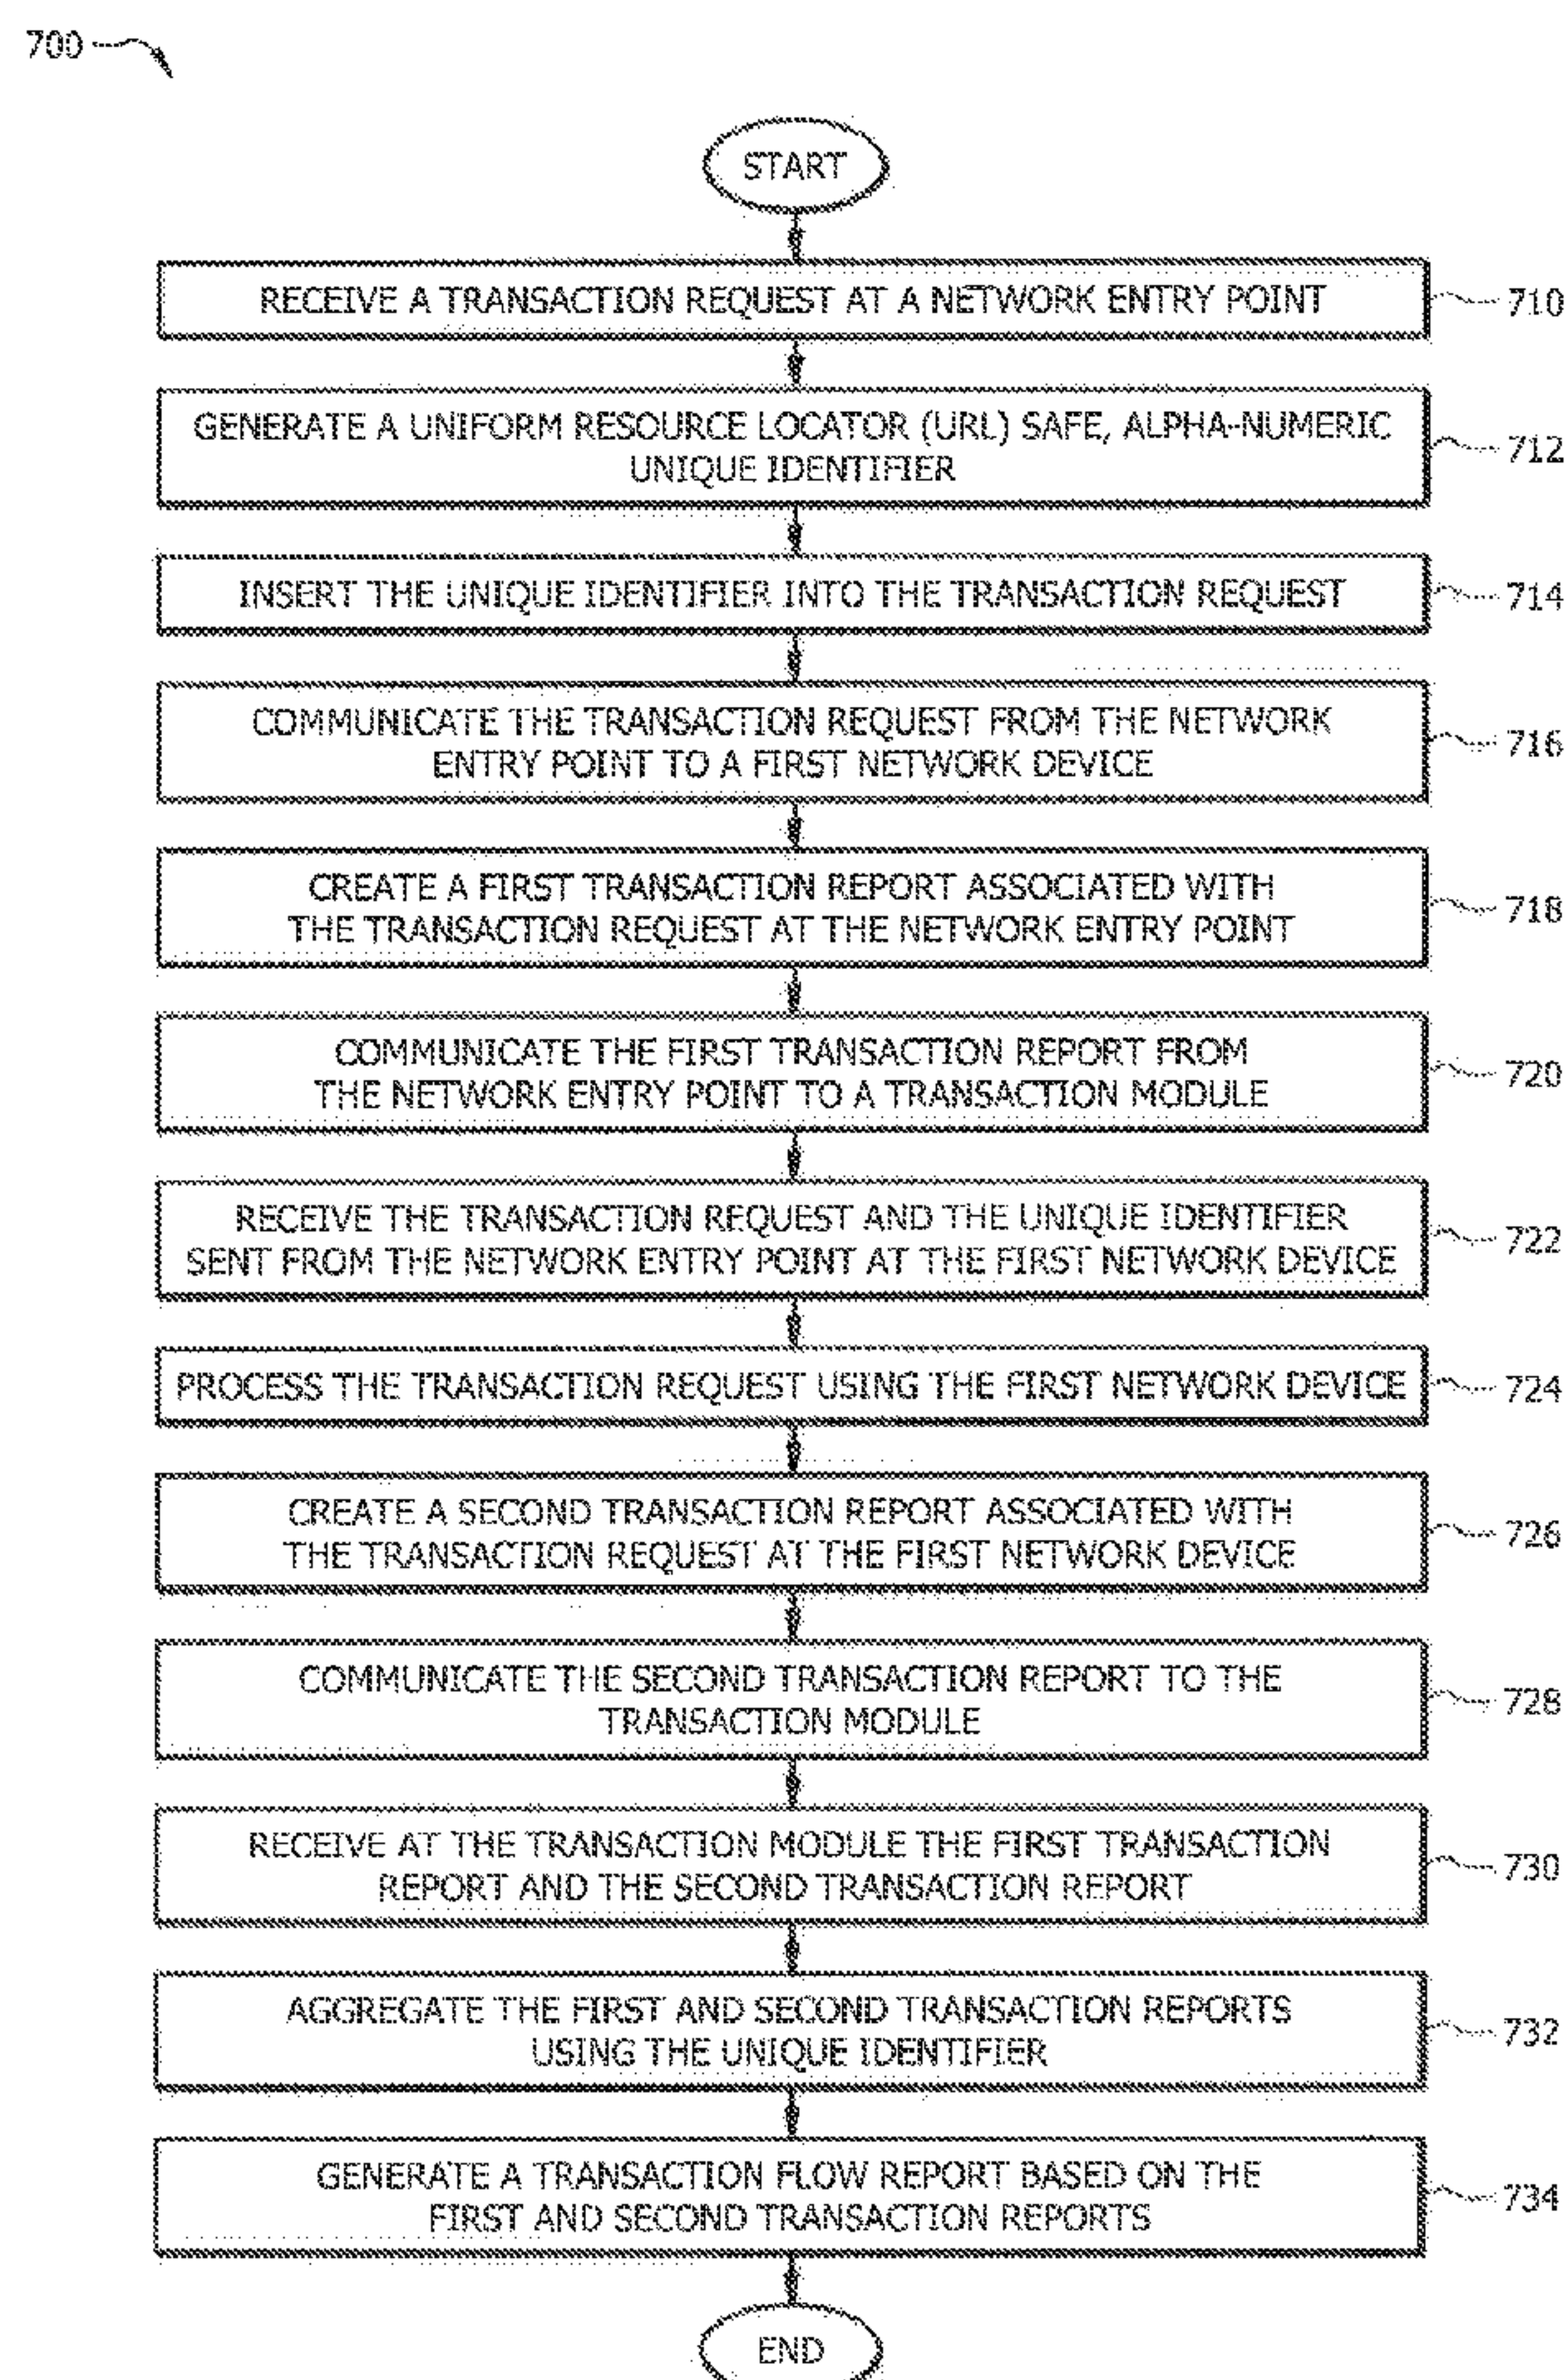 700
START
RECEIVE A TRANSACTION REQUEST AT A NETWORK ENTRY POINT
710
GENERATE A UNIFORM RESOURCE LOCATOR (URL) SAFE, ALPHA-NUMERIC
UNIQUE IDENTIFIER
712
INSERT THE UNIQUE IDENTIFIER INTO THE TRANSACTION REQUEST
714
COMMUNICATE THE TRANSACTION REQUEST FROM THE NETWORK
ENTRY POINT TO A FIRST NETWORK DEVICE
716
CREATE A FIRST TRANSACTION REPORT ASSOCIATED WITH
THE TRANSACTION REQUEST AT THE NETWORK ENTRY POINT
718
COMMUNICATE THE FIRST TRANSACTION REPORT FROM
THE NETWORK ENTRY POINT TO A TRANSACTION MODULE
720
RECEIVE THE TRANSACTION REQUEST AND THE UNIQUE IDENTIFIER
SENT FROM THE NETWORK ENTRY POINT AT THE FIRST NETWORK DEVICE
722
PROCESS THE TRANSACTION REQUEST USING THE FIRST NETWORK DEVICE
724
CREATE A SECOND TRANSACTION REPORT ASSOCIATED WITH
THE TRANSACTION REQUEST AT THE FIRST NETWORK DEVICE
726
COMMUNICATE THE SECOND TRANSACTION REPORT TO THE
TRANSACTION MODULE
728
RECEIVE AT THE TRANSACTION MODULE THE FIRST TRANSACTION
REPORT AND THE SECOND TRANSACTION REPORT
730
AGGREGATE THE FIRST AND SECOND TRANSACTION REPORTS
USING THE UNIQUE IDENTIFIER
732
GENERATE A TRANSACTION FLOW REPORT BASED ON THE
FIRST AND SECOND TRANSACTION REPORTS
734
END